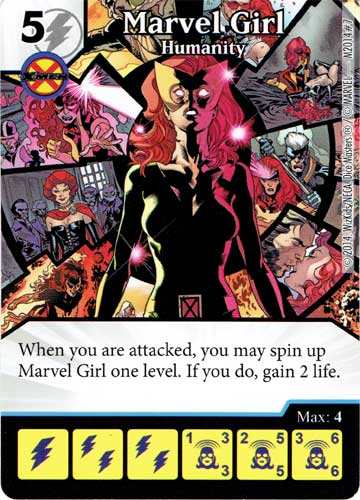 5
Marvel Girl
Humanity
X-MEN
When you are attacked, you may spin up
Marvel Girl one level. If you do, gain 2 life.
Max: 4
1 3 3
2 5 5
3 6 6